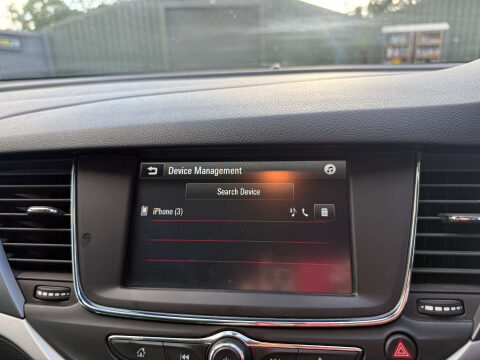 Device Management
Search Device
iPhone (3)